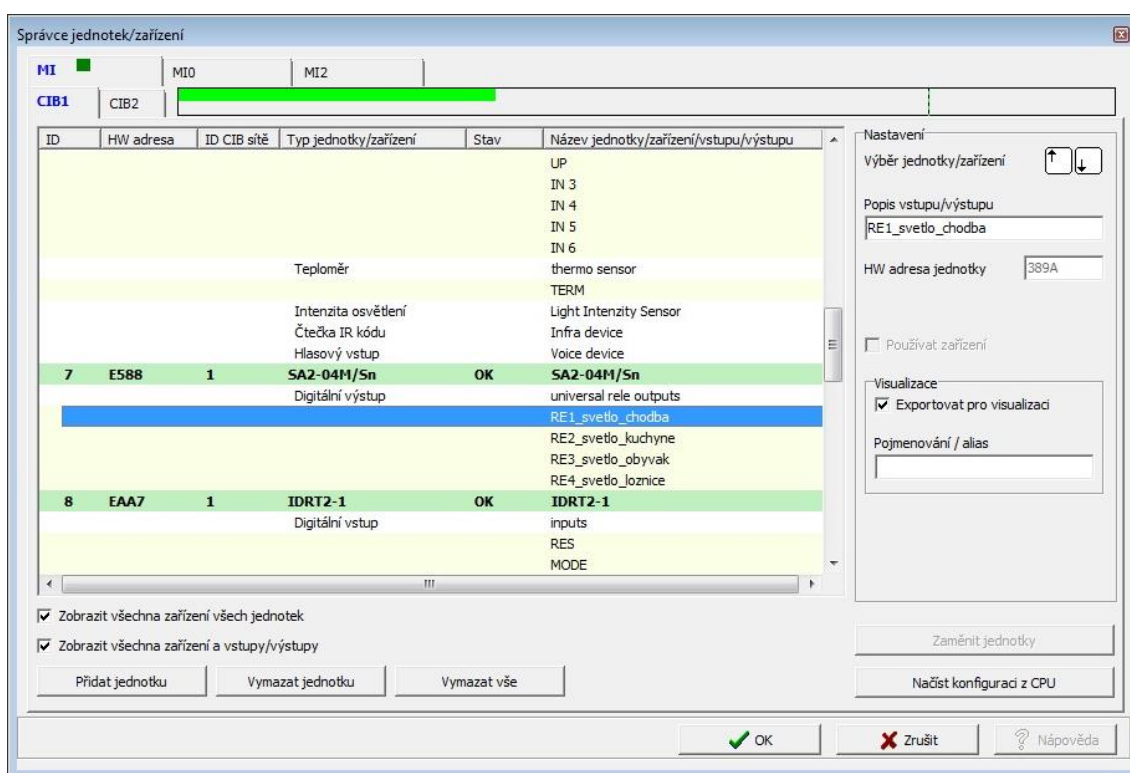 Správce jednotek/zařízení
MI MI0 MI2
CIB1 CIB2
ID HW adresa ID CIB sítě Typ jednotky/zařízení Stav Název jednotky/zařízení/vstupu/výstupu
UP
IN 3
IN 4
IN 5
IN 6
Teploměr thermo sensor
TERM
Intenzita osvětlení Light Intenzity Sensor
Čtečka IR kódu Infra device
Hlasový vstup Voice device
7 E588 1 SA2-04M/Sn OK SA2-04M/Sn
Digitální výstup universal rele outputs
RE1_svetlo_chodba
RE2_svetlo_kuchyne
RE3_svetlo_obyvak
RE4_svetlo_loznice
8 EAA7 1 IDRT2-1 OK IDRT2-1
Digitální vstup inputs
RES
MODE
Zobrazit všechna zařízení všech jednotek
Zobrazit všechna zařízení a vstupy/výstupy
Přidat jednotku Vymazat jednotku Vymazat vše
Nastavení
Výběr jednotky/zařízení
Popis vstupu/výstupu
RE1_svetlo_chodba
HW adresa jednotky 389A
Používat zařízení
Visualizace
Exportovat pro visualizaci
Pojmenování / alias
Zaměnit jednotky
Načíst konfiguraci z CPU
OK Zrušit Nápověda